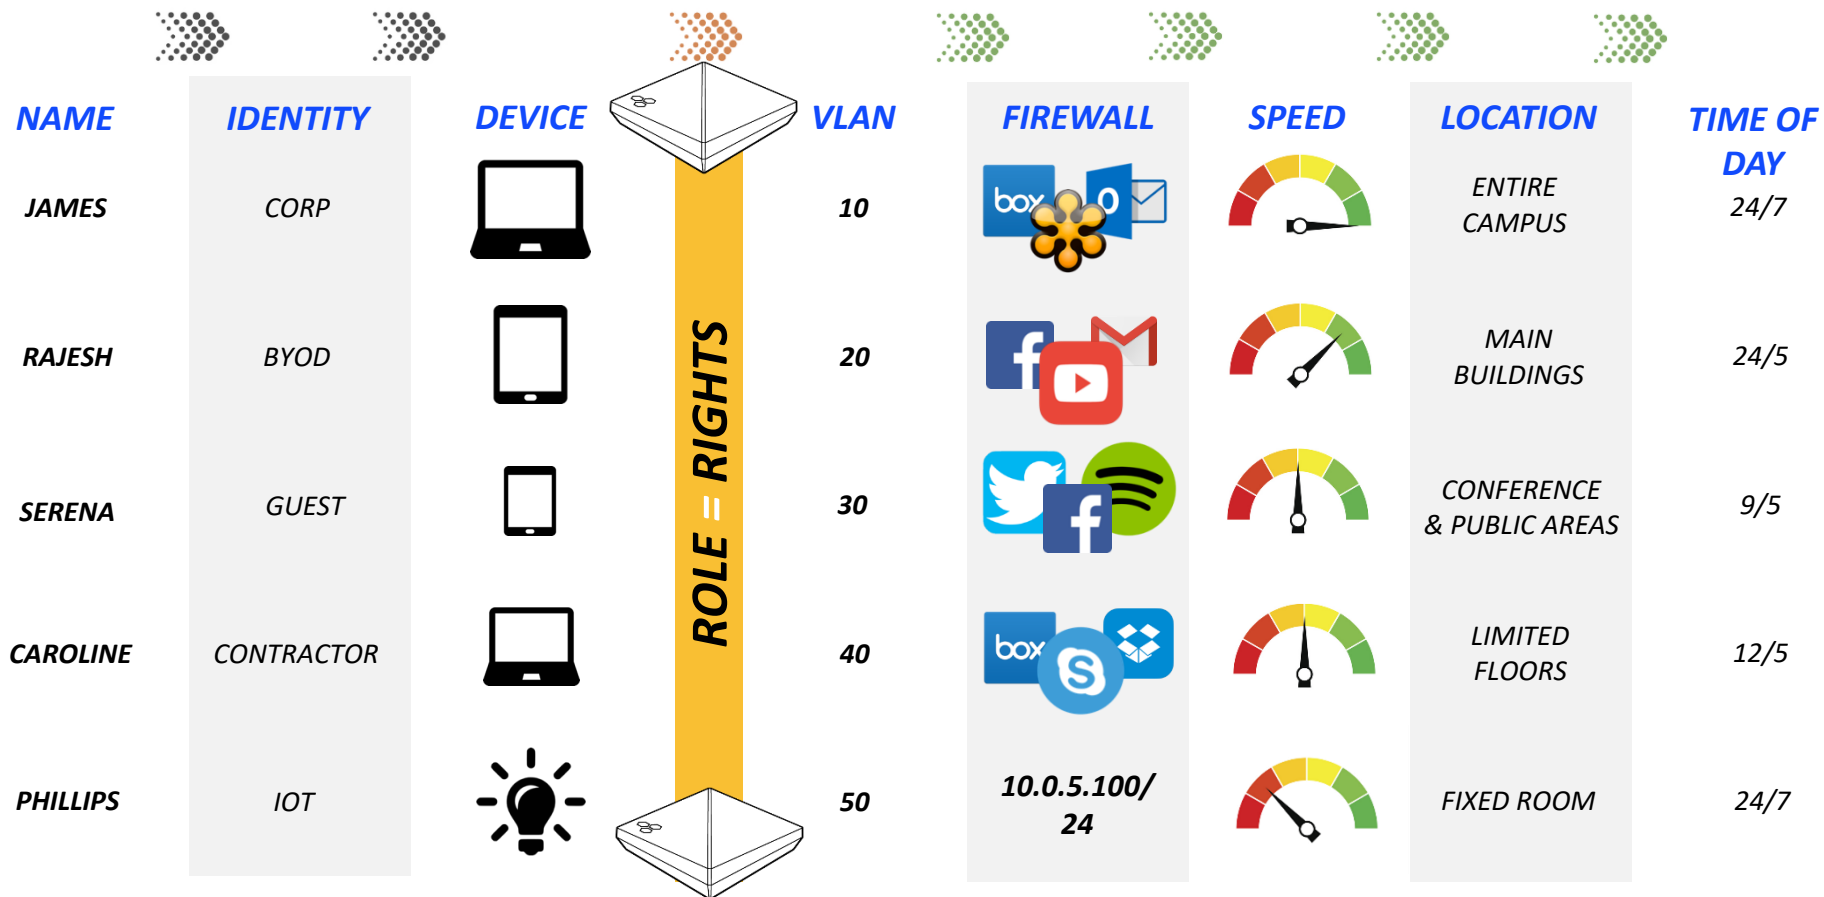 NAME
IDENTITY
DEVICE
VLAN
FIREWALL
SPEED
LOCATION
TIME OF
DAY
JAMES
CORP
10
box
O
ENTIRE
CAMPUS
24/7
RAJESH
BYOD
20
f
MAIN
BUILDINGS
24/5
ROLE = RIGHTS
SERENA
GUEST
30
f
CONFERENCE
& PUBLIC AREAS
9/5
CAROLINE
CONTRACTOR
40
box
S
LIMITED
FLOORS
12/5
PHILLIPS
IOT
50
10.0.5.100/
24
FIXED ROOM
24/7